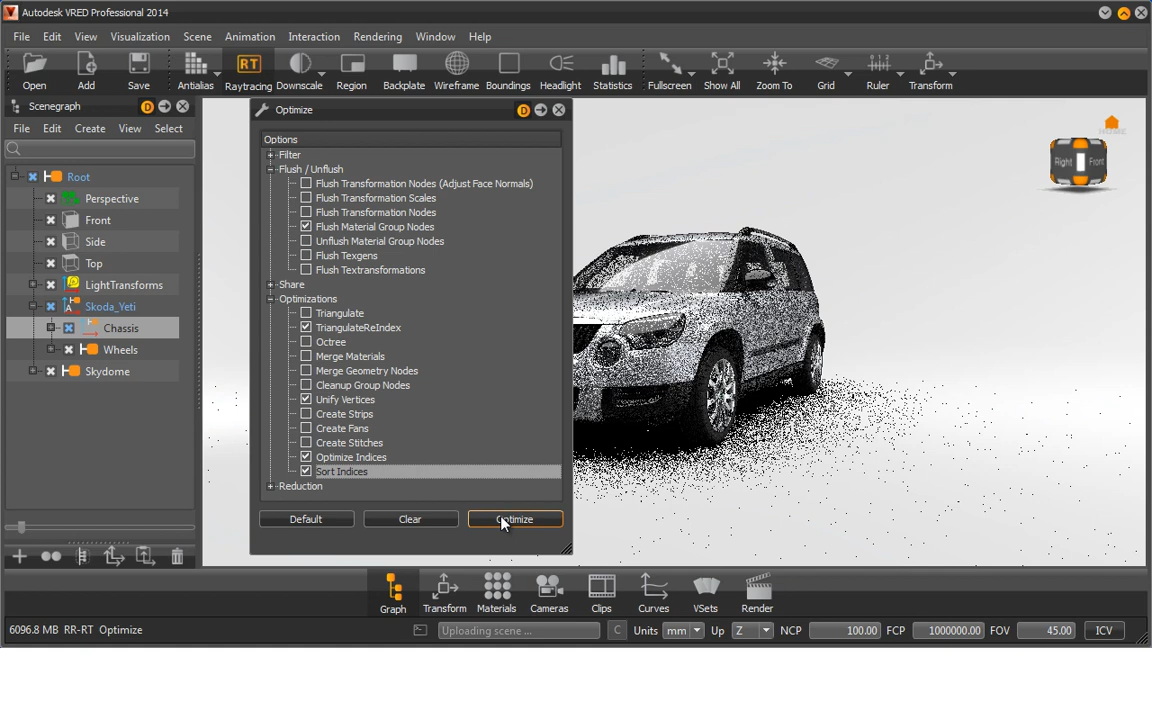 Autodesk VRED Professional 2014
File Edit View Visualization Scene Animation Interaction Rendering Window Help
Open Add Save Antialias Raytracing Downscale Region Backplate Wireframe Boundings Headlight Statistics Fullscreen Show All Zoom To Grid Ruler Transform
RT
Scenegraph
File Edit Create View Select
Root
Perspective
Front
Side
Top
LightTransforms
Skoda_Yeti
Chassis
Wheels
Skydome
Optimize
Options
Filter
Flush / Unflush
Flush Transformation Nodes (Adjust Face Normals)
Flush Transformation Scales
Flush Transformation Nodes
Flush Material Group Nodes
Unflush Material Group Nodes
Flush Texgens
Flush Textransformations
Share
Optimizations
Triangulate
TriangulateReIndex
Octree
Merge Materials
Merge Geometry Nodes
Cleanup Group Nodes
Unify Vertices
Create Strips
Create Fans
Create Stitches
Optimize Indices
Sort Indices
Reduction
Default Clear Optimize
Right Front
Graph Transform Materials Cameras Clips Curves VSets Render
6096.8 MB RR-RT Optimize
Uploading scene ... C Units mm Up Z NCP 100.00 FCP 1000000.00 FOV 45.00 ICV